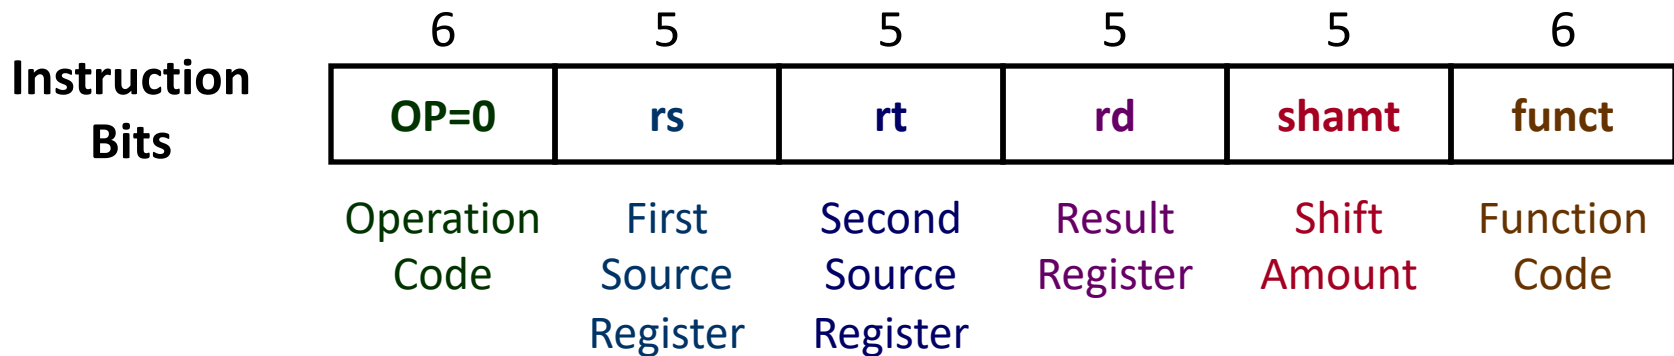 6 5 5 5 5 6
Instruction Bits
OP=0 rs rt rd shamt funct
Operation Code
First Source Register
Second Source Register
Result Register
Shift Amount
Function Code